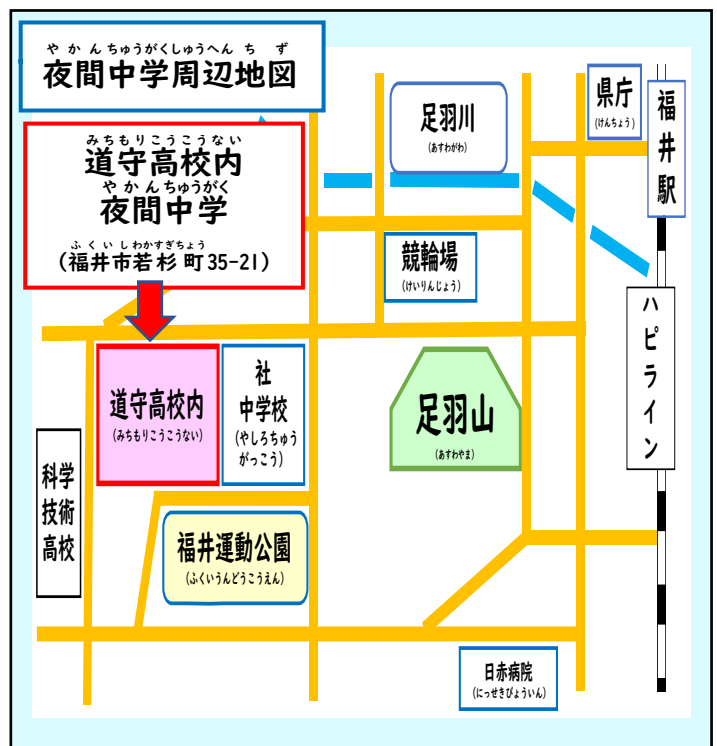 やかんちゅうがくしゅうへんちず
夜間中学周辺地図
みちもりこうこうない
道守高校内
やかんちゅうがく
夜間中学
ふくいしわかすぎちょう
(福井市若杉町35-21)
足羽川
(あすわがわ)
県庁
(けんちょう)
福井駅
競輪場
(けいりんじょう)
ハピライン
道守高校内
(みちもりこうこうない)
社
中学校
(やしろちゅう
がっこう)
足羽山
(あすわやま)
科学
技術
高校
福井運動公園
(ふくいうんどうこうえん)
日赤病院
(にっせきびょういん)